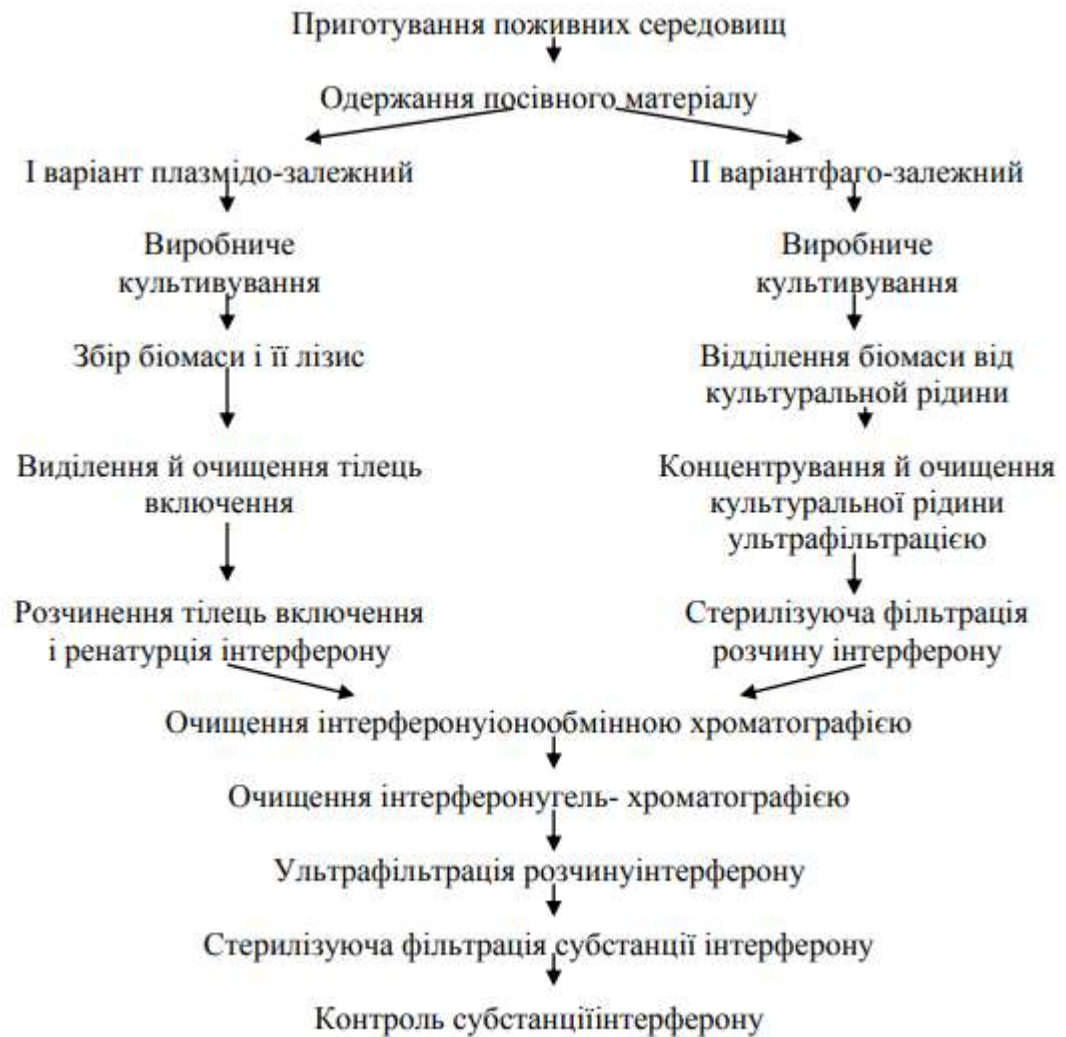 Приготування поживних середовищ
Одержання посівного матеріалу
І варіант плазмідо-залежний
ІІ варіантфаго-залежний
Виробниче
культивування
Виробниче
культивування
Збір біомаси і її лізис
Відділення біомаси від
культуральной рідини
Виділення й очищення тілець
включення
Концентрування й очищення
культуральної рідини
ультрафільтрацією
Розчинення тілець включення
і ренатурція інтерферону
Стерилізуюча фільтрація
розчину інтерферону
Очищення інтерферонуіонообмінною хроматографією
Очищення інтерферонугель- хроматографією
Ультрафільтрація розчинуінтерферону
Стерилізуюча фільтрація субстанції інтерферону
Контроль субстанціїінтерферону